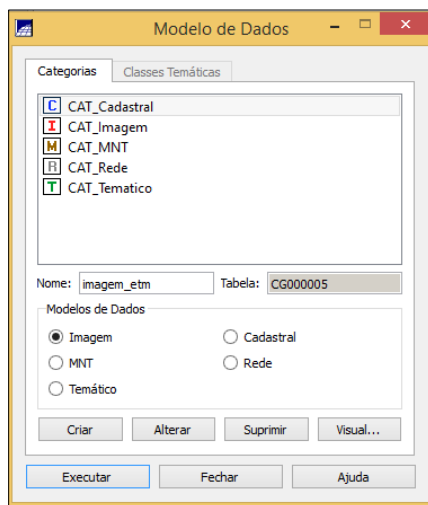 Modelo de Dados
Categorias Classes Temáticas
C CAT_Cadastral
I CAT_Imagem
M CAT_MNT
R CAT_Rede
T CAT_Tematico
Nome: imagem_etm Tabela: CG000005
Modelos de Dados
Imagem Cadastral
MNT Rede
Temático
Criar Alterar Suprimir Visual...
Executar Fechar Ajuda